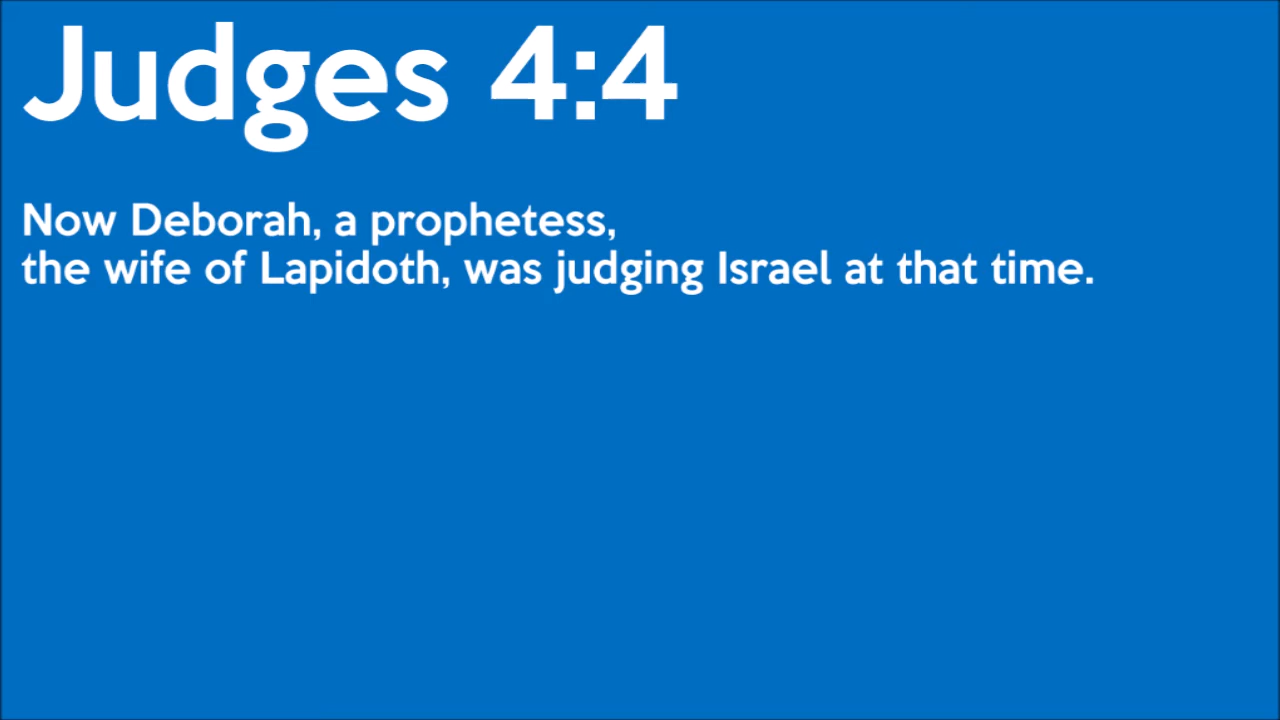 Judges 4:4
Now Deborah, a prophetess,
the wife of Lapidoth, was judging Israel at that time.